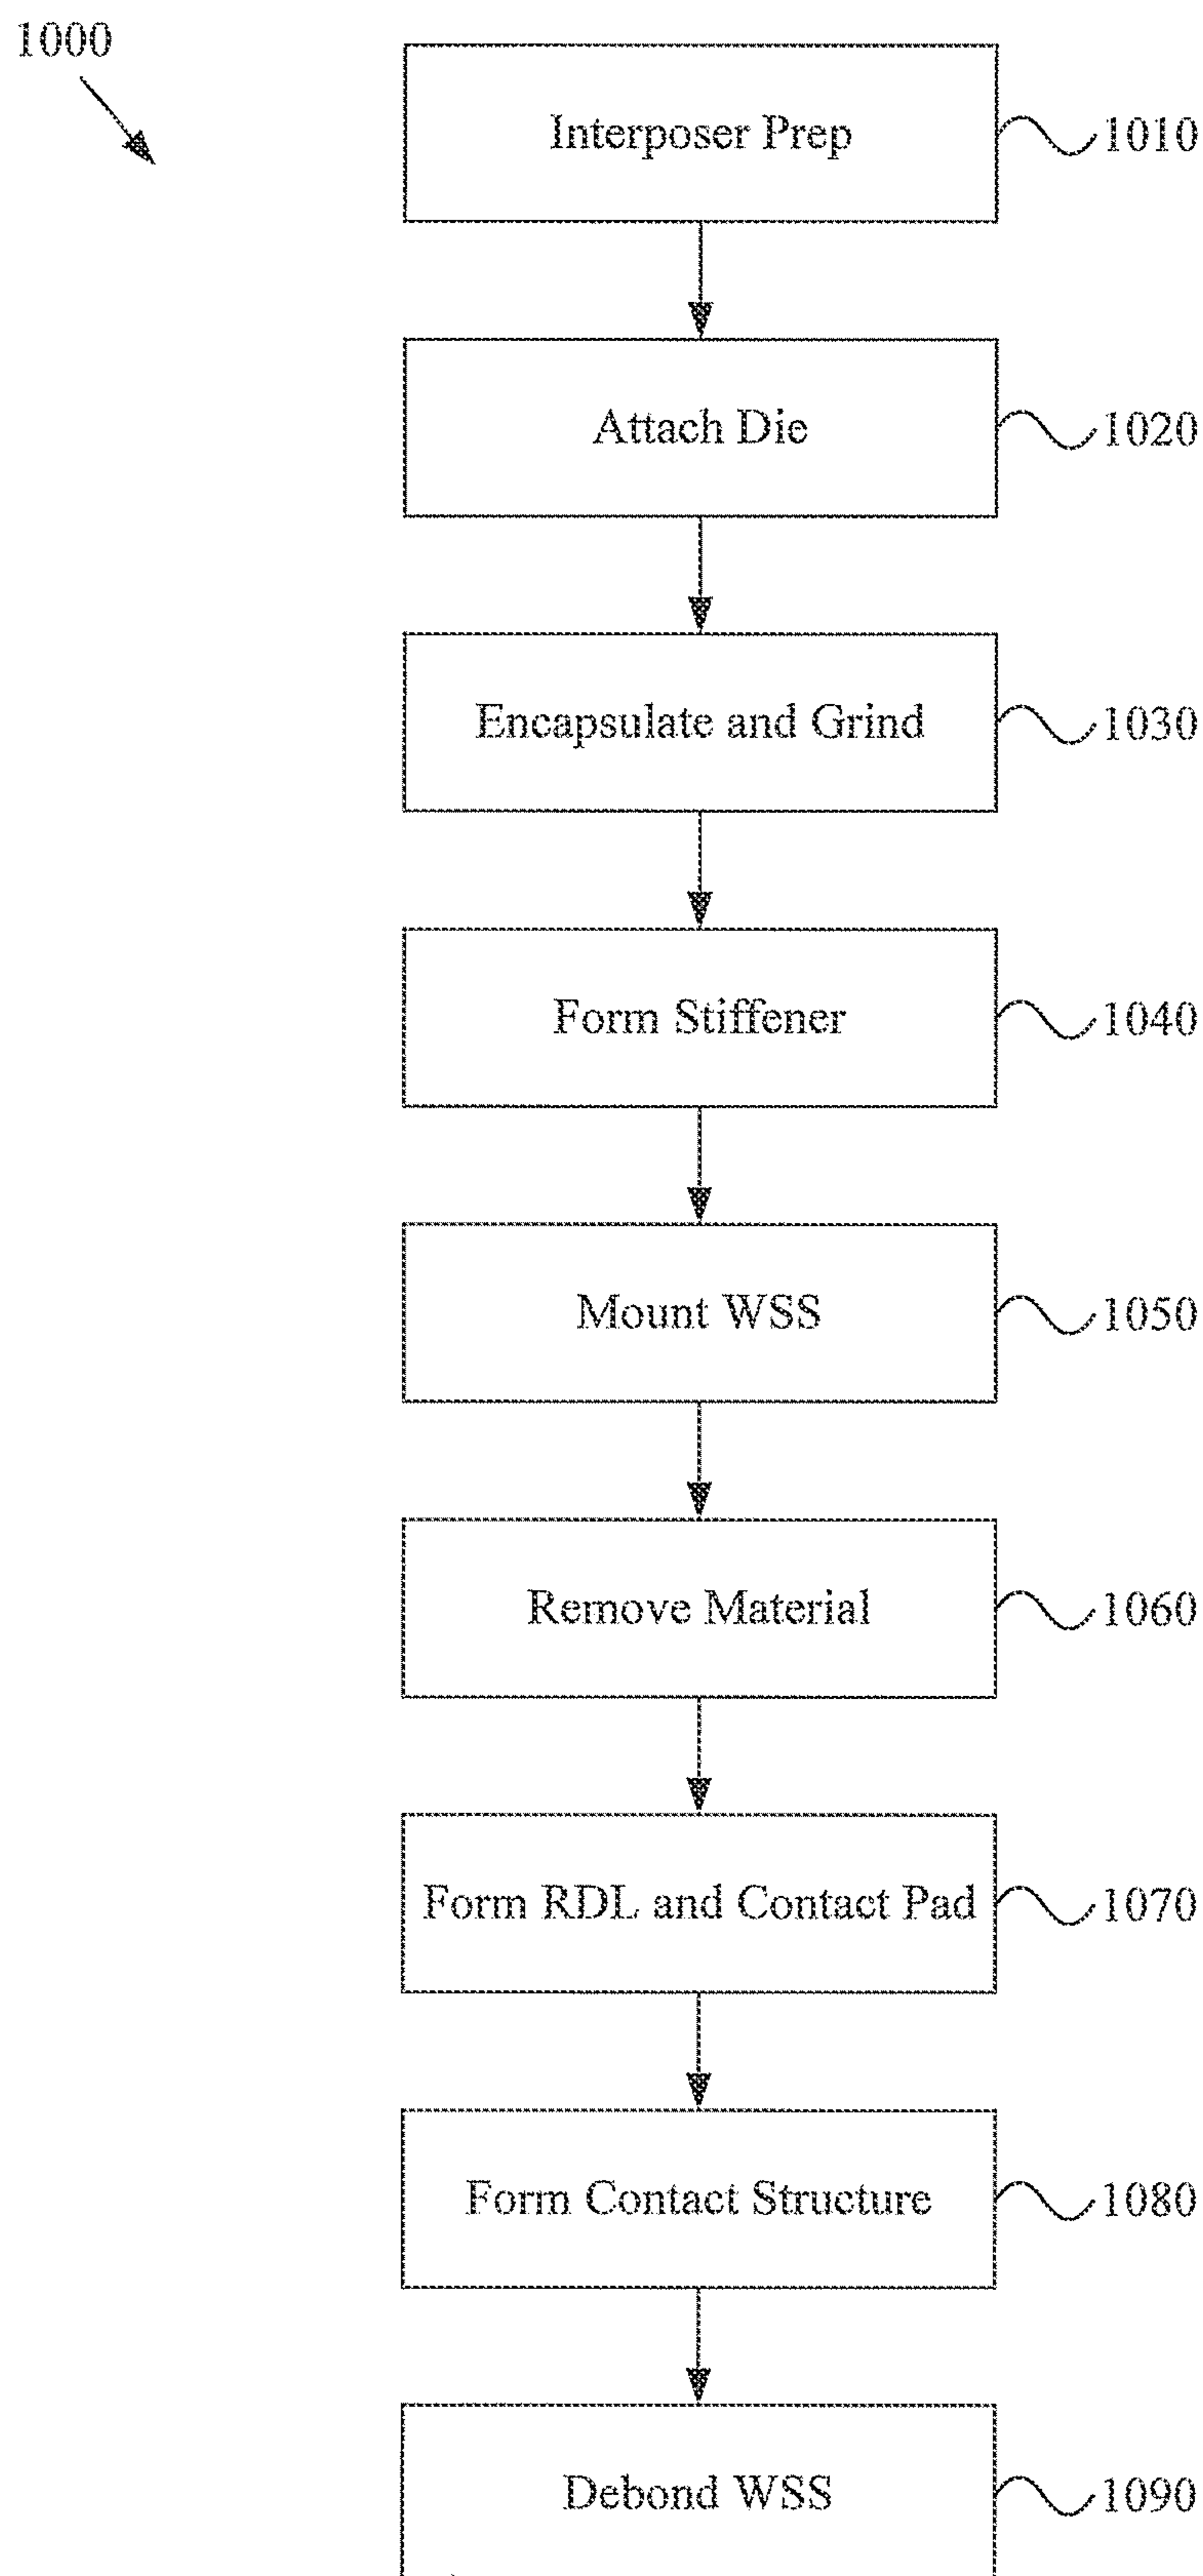 1000
Interposer Prep
1010
Attach Die
1020
Encapsulate and Grind
1030
Form Stiffener
1040
Mount WSS
1050
Remove Material
1060
Form RDL and Contact Pad
1070
Form Contact Structure
1080
Debond WSS
1090